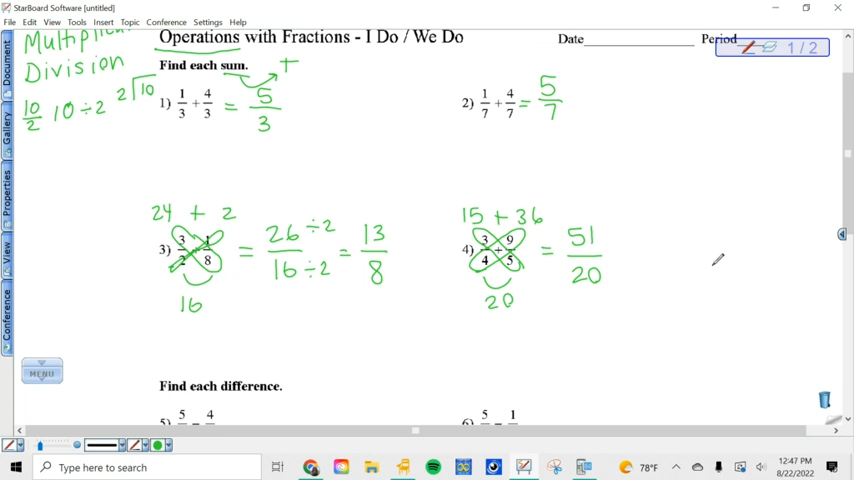 StarBoard Software [untitled]
File Edit View Tools Insert Topic Conference Settings Help
Document
Gallery
Properties
View
Conference
1 / 2
Operations with Fractions - I Do / We Do
Date Period
Division
10/2 10 ÷ 2 2 10
Find each sum. +
1) 1/3 + 4/3 = 5/3
2) 1/7 + 4/7 = 5/7
24 + 2
3) 3/2 + 1/8 = 26 ÷2 / 16 ÷2 = 13/8
16
15 + 36
4) 3/4 + 9/5 = 51/20
20
MENU
Find each difference.
5) 5 – 4
6) 5 – 1
Type here to search
78°F
12:47 PM
8/22/2022